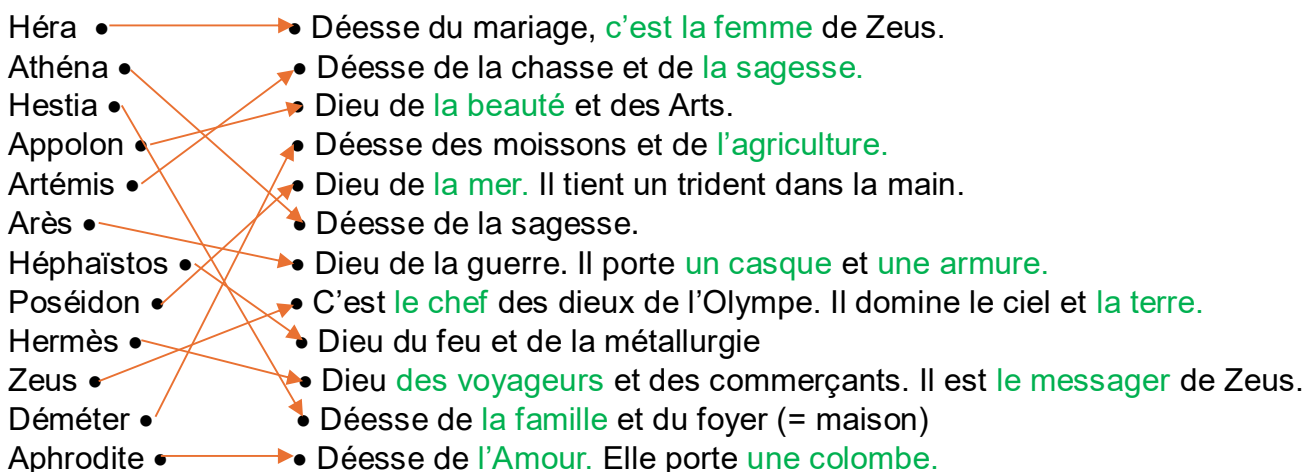 Héra • • Déesse du mariage, c’est la femme de Zeus.
Athéna • • Déesse de la chasse et de la sagesse.
Hestia • • Dieu de la beauté et des Arts.
Appolon • • Déesse des moissons et de l’agriculture.
Artémis • • Dieu de la mer. Il tient un trident dans la main.
Arès • • Déesse de la sagesse.
Héphaïstos • • Dieu de la guerre. Il porte un casque et une armure.
Poséidon • • C’est le chef des dieux de l’Olympe. Il domine le ciel et la terre.
Hermès • • Dieu du feu et de la métallurgie
Zeus • • Dieu des voyageurs et des commerçants. Il est le messager de Zeus.
Déméter • • Déesse de la famille et du foyer (= maison)
Aphrodite • • Déesse de l’Amour. Elle porte une colombe.